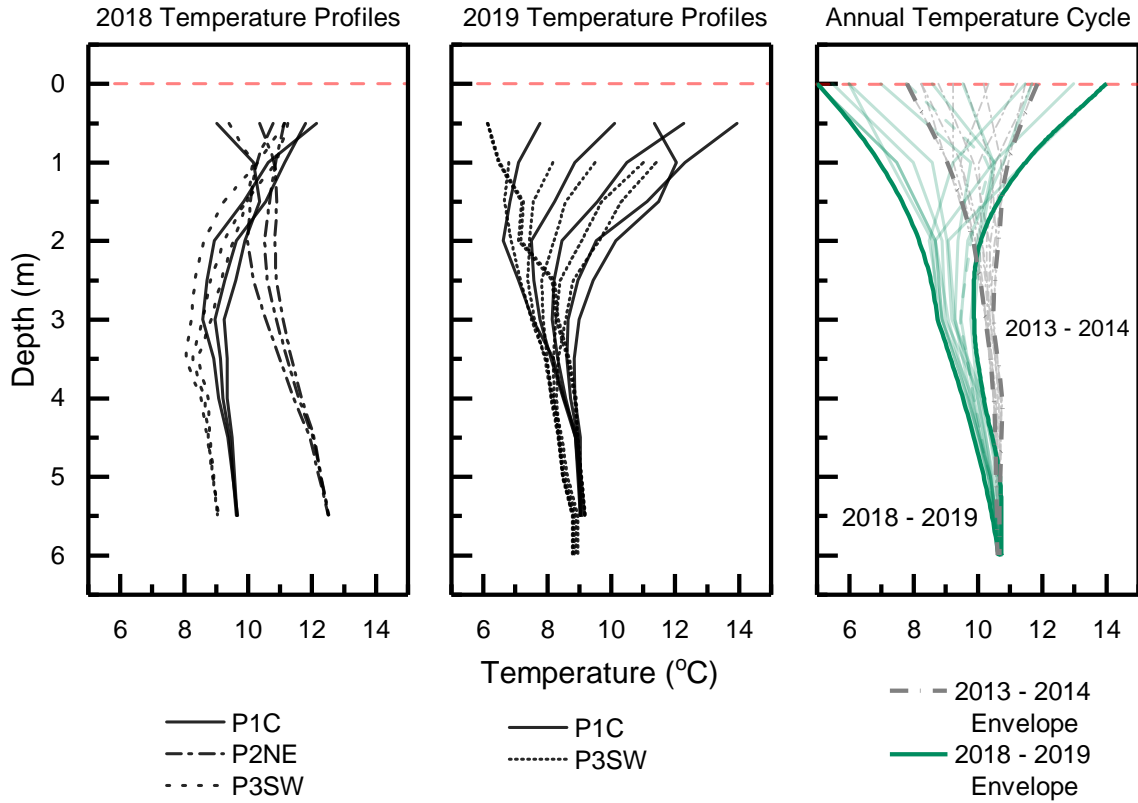 2018 Temperature Profiles
2019 Temperature Profiles
Annual Temperature Cycle
Depth (m)
0
1
2
3
4
5
6
2013 - 2014
2018 - 2019
6 8 10 12 14
6 8 10 12 14
6 8 10 12 14
Temperature (°C)
P1C
P2NE
P3SW
P1C
P3SW
2013 - 2014
Envelope
2018 - 2019
Envelope